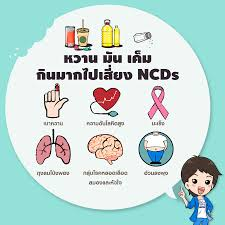 หวาน มัน เค็ม
กินมากไปเสี่ยง NCDs
เบาหวาน
ความดันโลหิตสูง
มะเร็ง
ถุงลมโป่งพอง
กลุ่มโรคหลอดเลือด
สมองและหัวใจ
อ้วนลงพุง